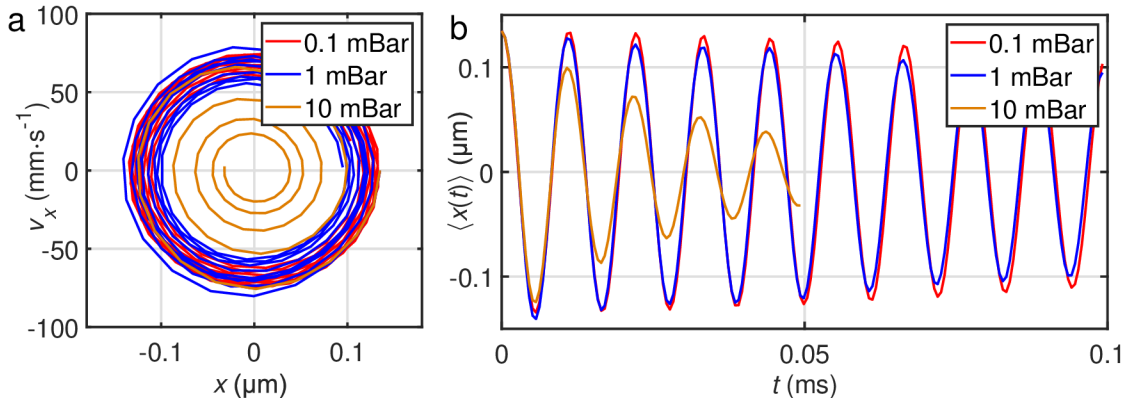 a
100
50
0
-50
-100
v_x (mm·s⁻¹)
-0.1
0
0.1
x (µm)
0.1 mBar
1 mBar
10 mBar
b
0.1
0
-0.1
⟨x(t)⟩ (µm)
0
0.05
0.1
t (ms)
0.1 mBar
1 mBar
10 mBar